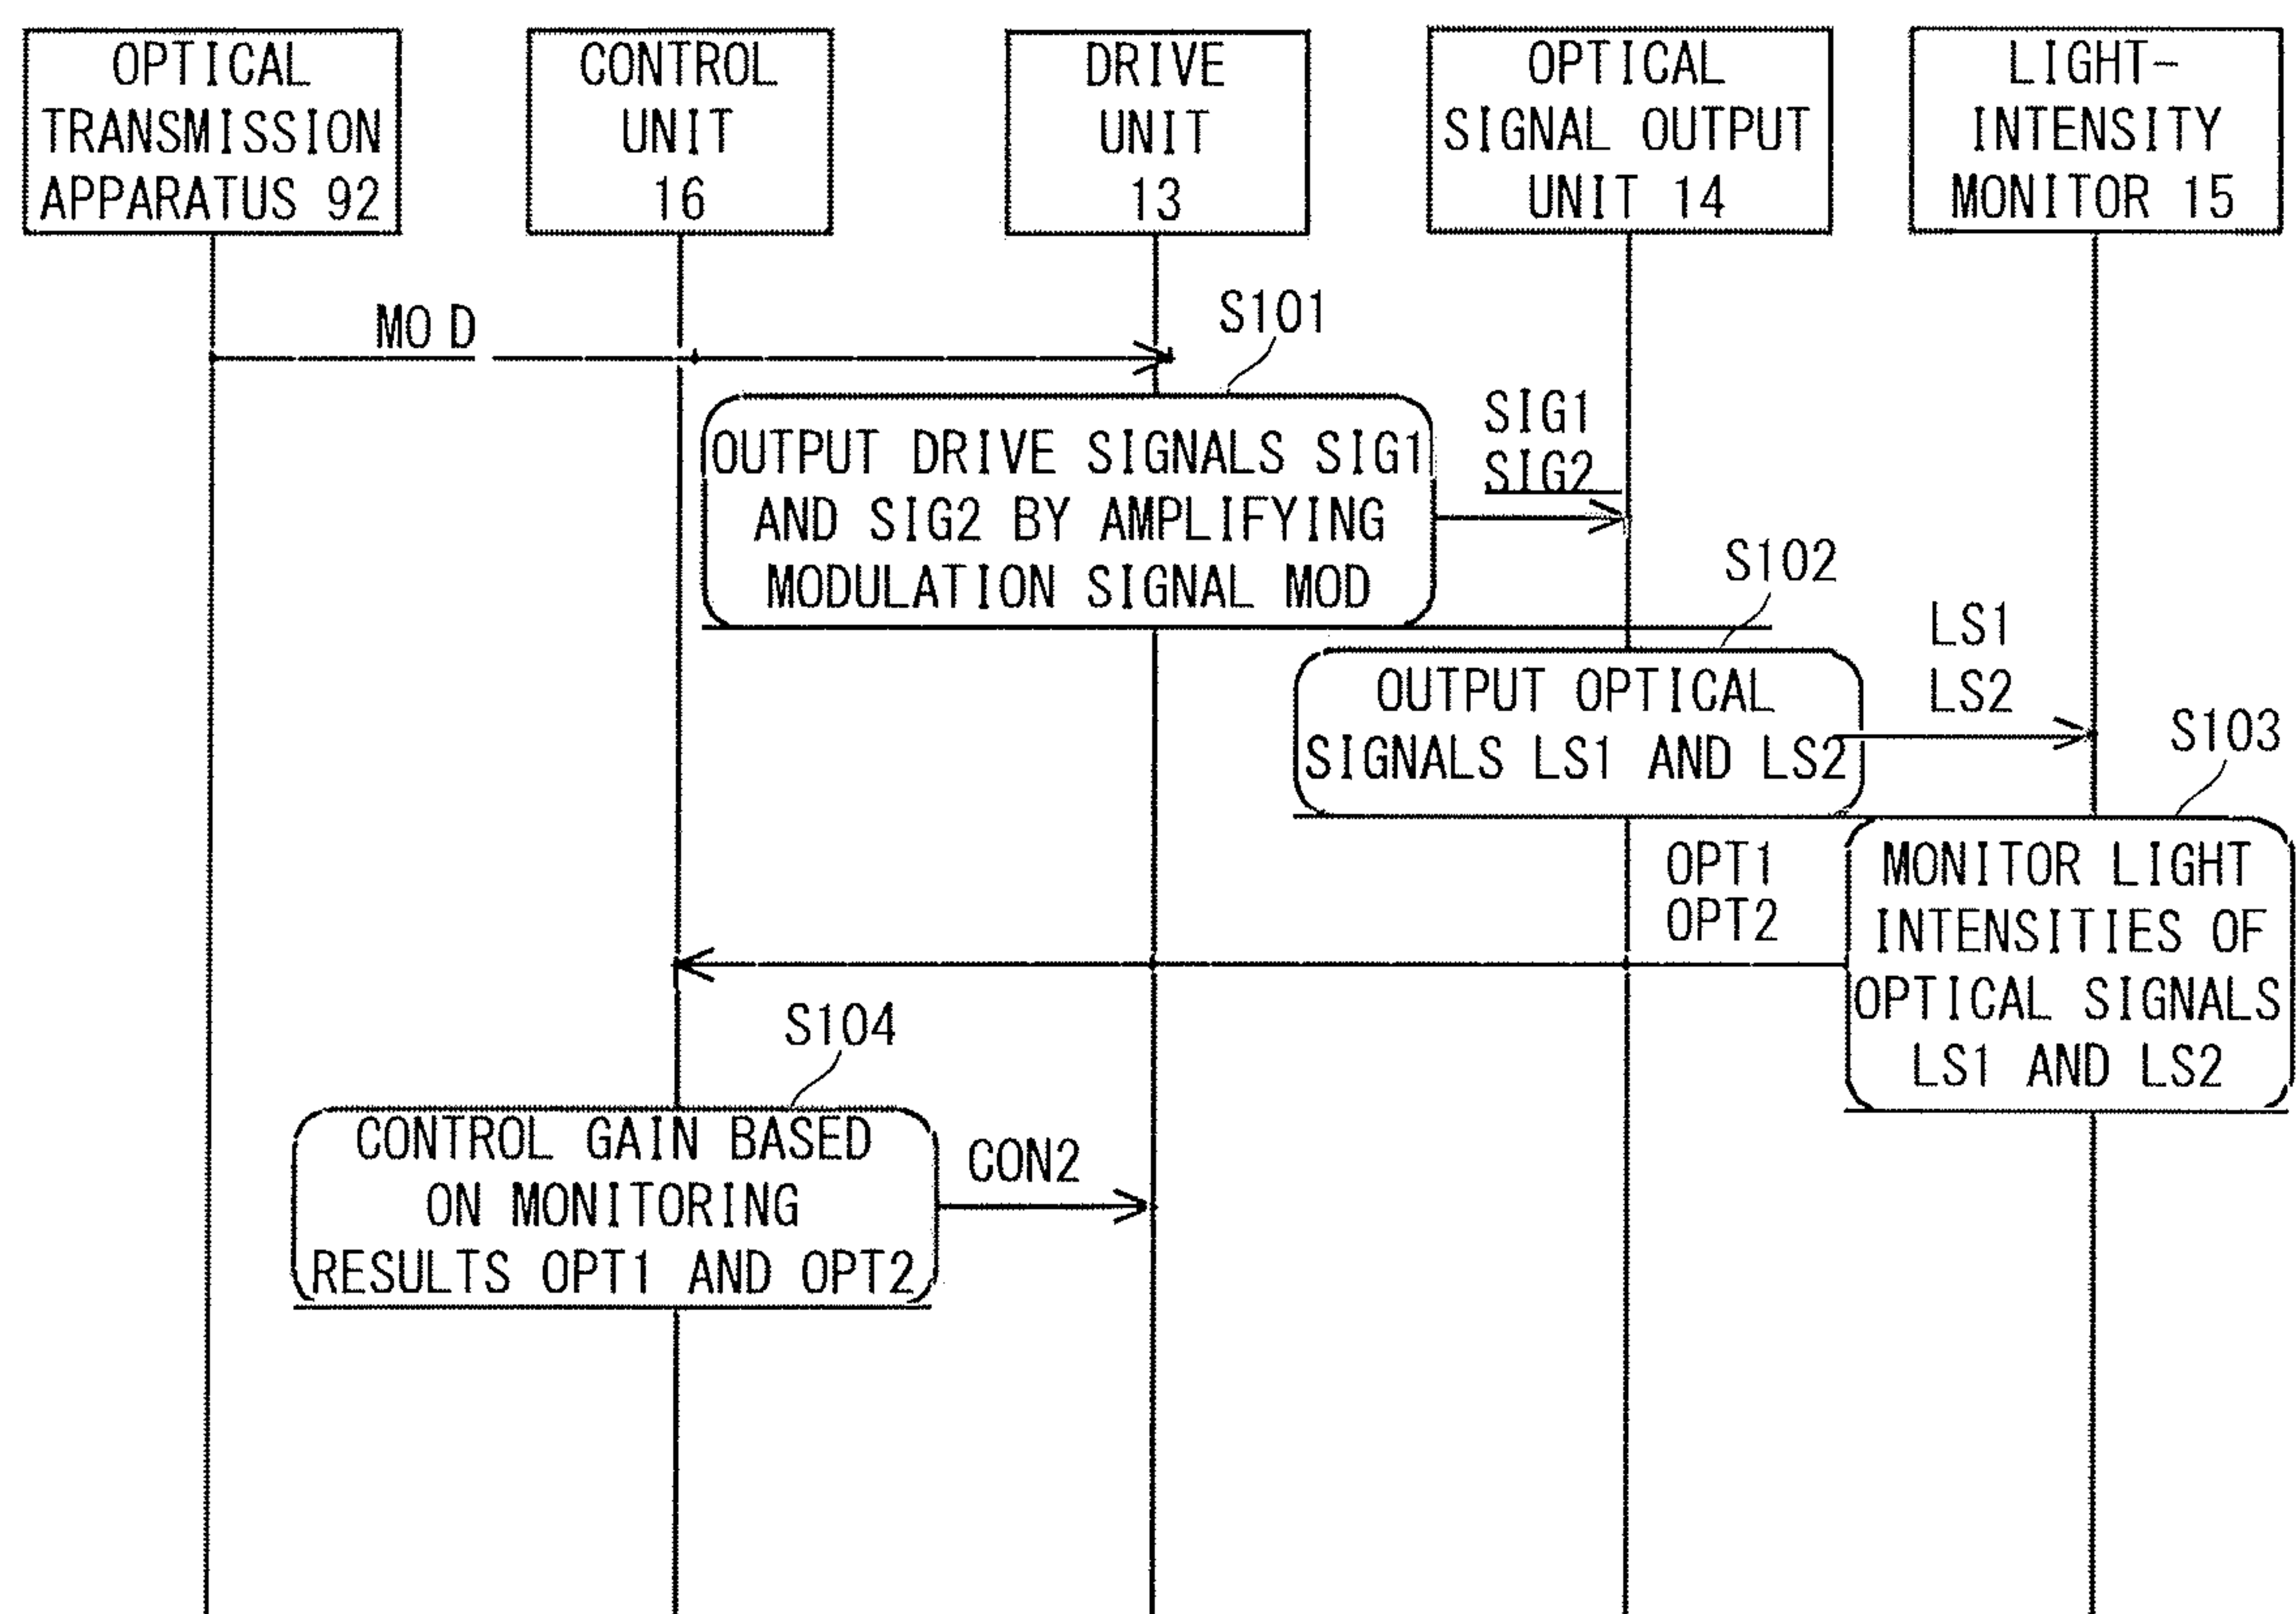 OPTICAL
TRANSMISSION
APPARATUS 92
CONTROL
UNIT
16
DRIVE
UNIT
13
OPTICAL
SIGNAL OUTPUT
UNIT 14
LIGHT-
INTENSITY
MONITOR 15
MOD
S101
OUTPUT DRIVE SIGNALS SIG1
AND SIG2 BY AMPLIFYING
MODULATION SIGNAL MOD
SIG1
SIG2
S102
OUTPUT OPTICAL
SIGNALS LS1 AND LS2
LS1
LS2
S103
MONITOR LIGHT
INTENSITIES OF
OPTICAL SIGNALS
LS1 AND LS2
OPT1
OPT2
S104
CONTROL GAIN BASED
ON MONITORING
RESULTS OPT1 AND OPT2
CON2